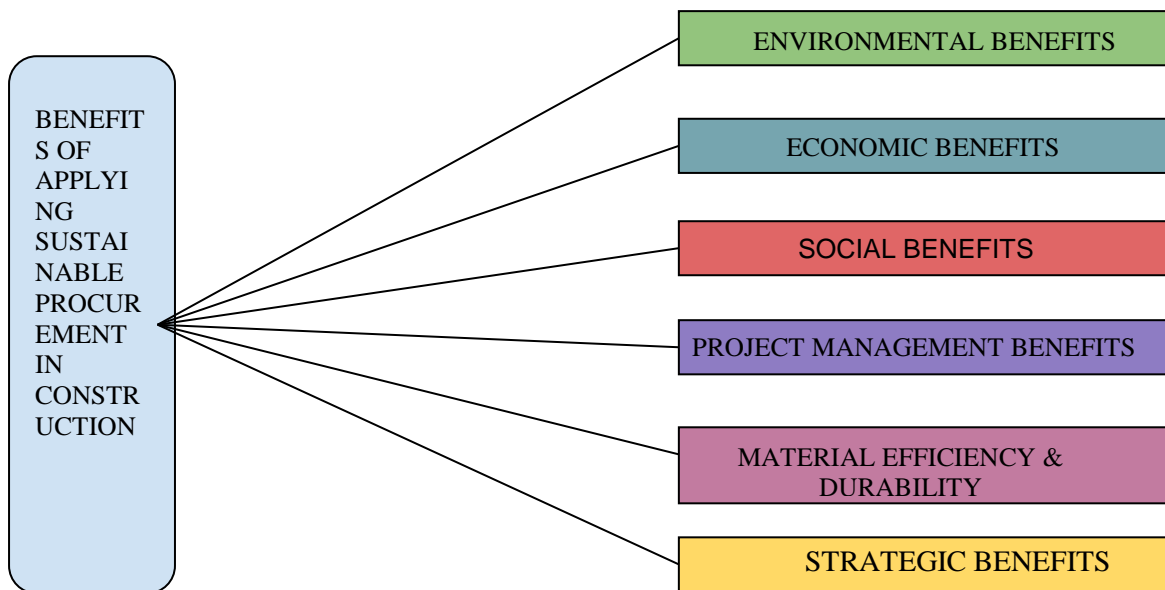 BENEFIT
S OF
APPLYI
NG
SUSTAI
NABLE
PROCUR
EMENT
IN
CONSTR
UCTION
ENVIRONMENTAL BENEFITS
ECONOMIC BENEFITS
SOCIAL BENEFITS
PROJECT MANAGEMENT BENEFITS
MATERIAL EFFICIENCY &
DURABILITY
STRATEGIC BENEFITS